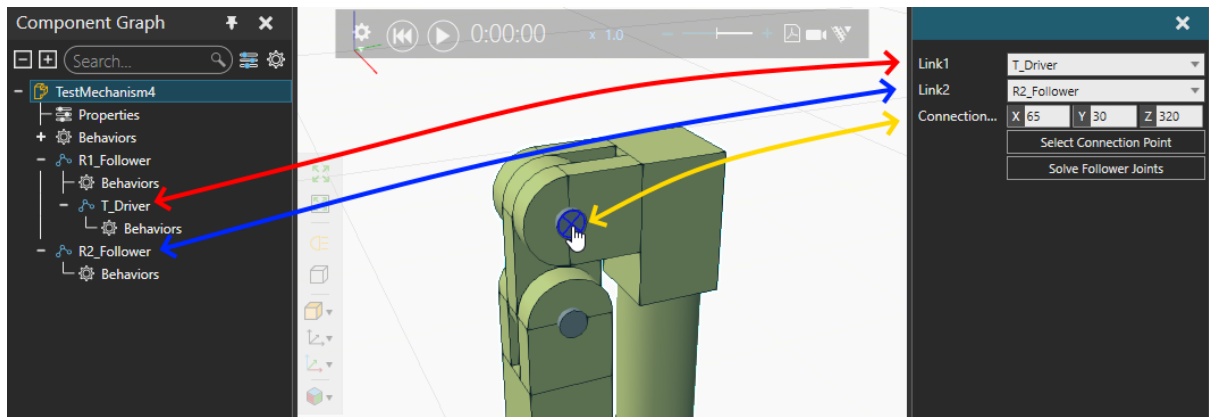 Component Graph
Search...
TestMechanism4
Properties
Behaviors
R1_Follower
Behaviors
T_Driver
Behaviors
R2_Follower
Behaviors
0:00:00
x 1.0
Link1 T_Driver
Link2 R2_Follower
Connection... X 65 Y 30 Z 320
Select Connection Point
Solve Follower Joints